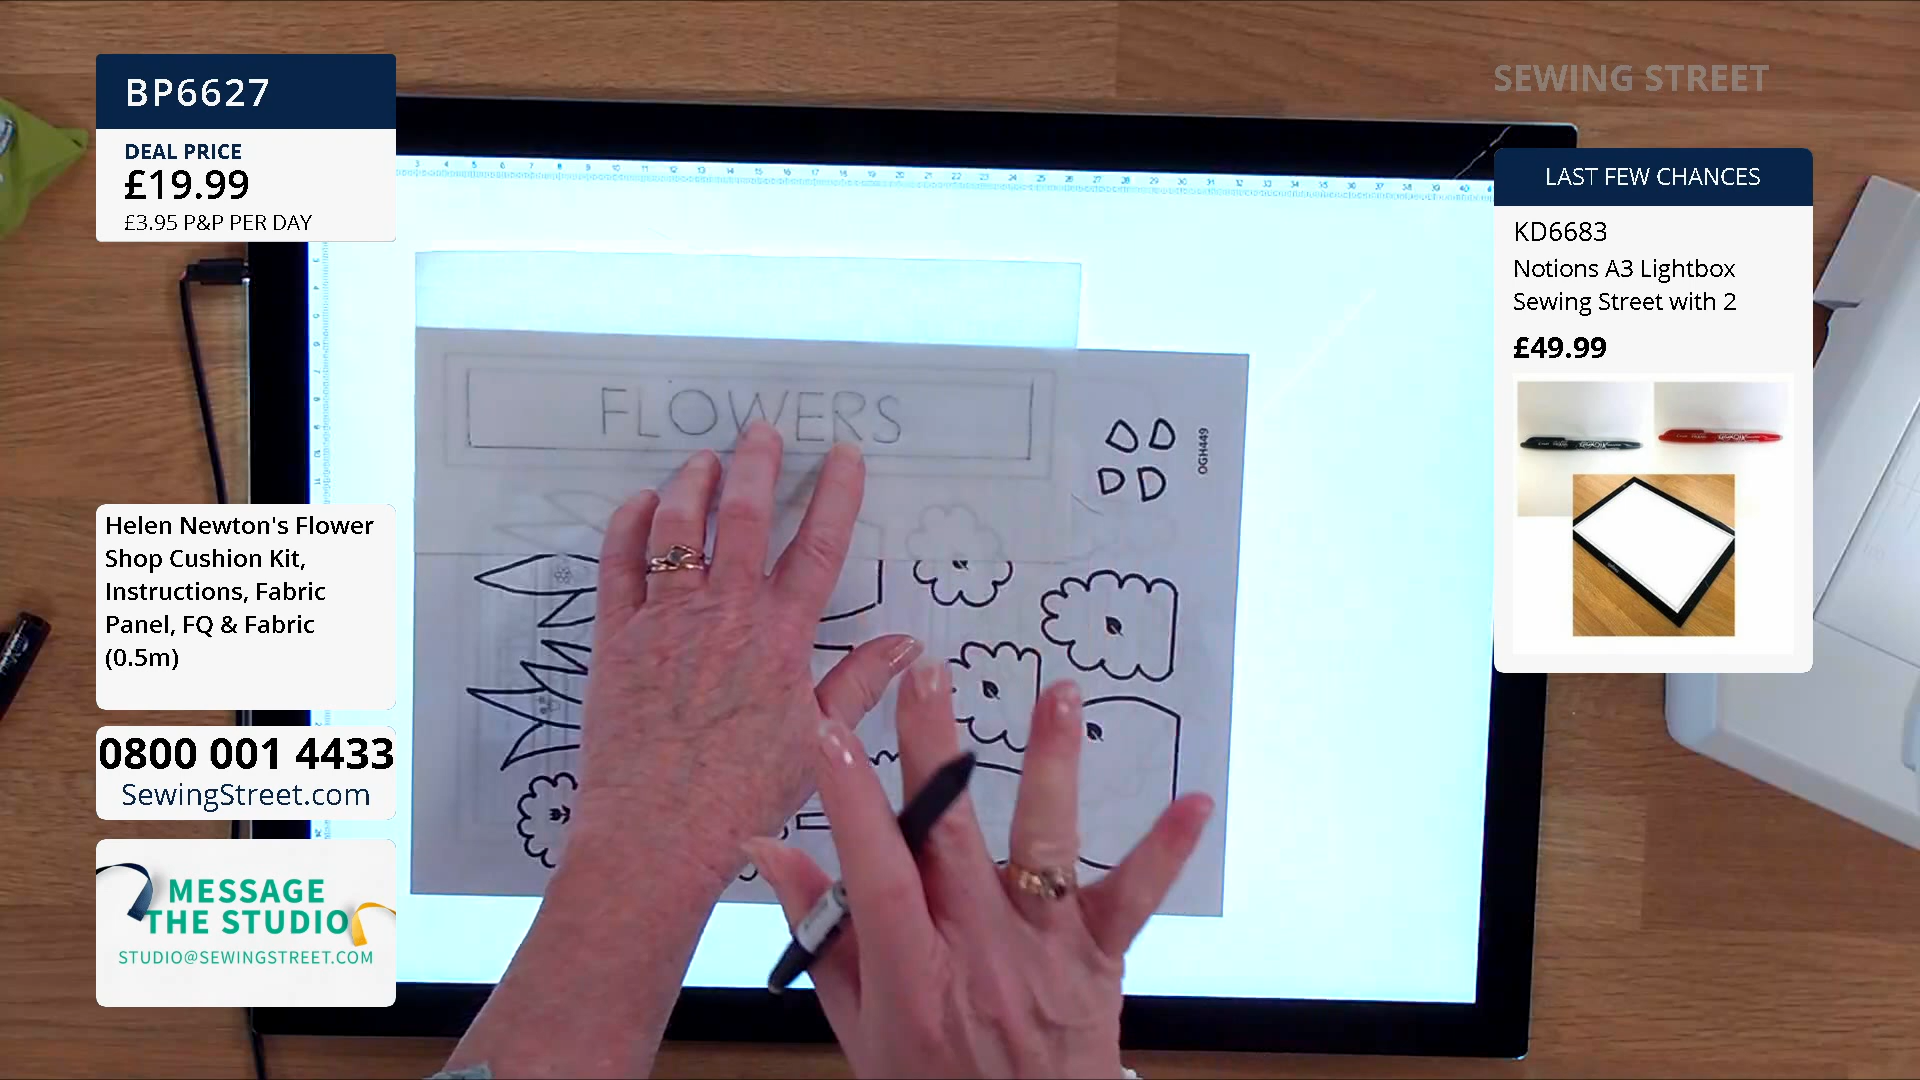 BP6627
DEAL PRICE
£19.99
£3.95 P&P PER DAY
Helen Newton's Flower
Shop Cushion Kit,
Instructions, Fabric
Panel, FQ & Fabric
(0.5m)
0800 001 4433
SewingStreet.com
MESSAGE
THE STUDIO
STUDIO@SEWINGSTREET.COM
FLOWERS
OGH449
SEWING STREET
LAST FEW CHANCES
KD6683
Notions A3 Lightbox
Sewing Street with 2
£49.99